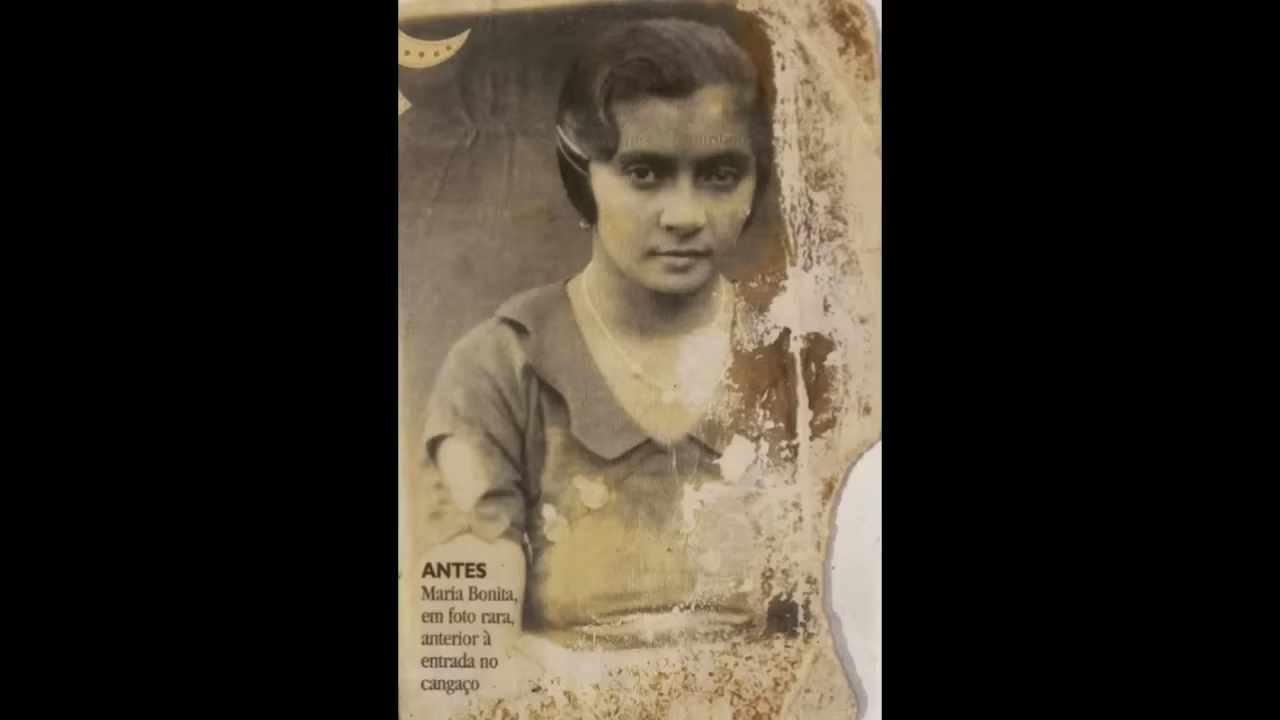 ANTES
Maria Bonita,
em foto rara,
anterior à
entrada no
cangaço